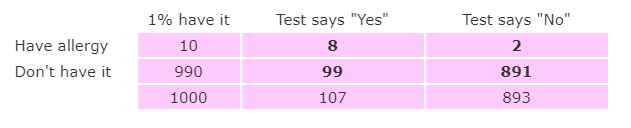 1% have it Test says "Yes" Test says "No"
Have allergy 10 8 2
Don't have it 990 99 891
1000 107 893